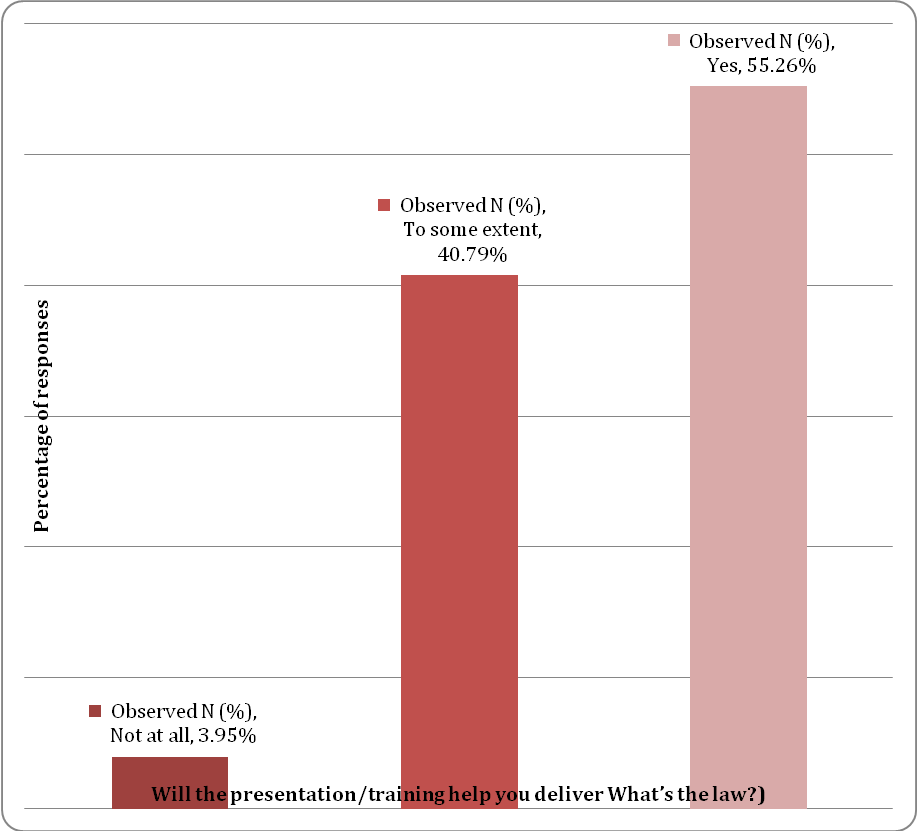 Observed N (%),
Yes, 55.26%
Observed N (%),
To some extent,
40.79%
Percentage of responses
Observed N (%),
Not at all, 3.95%
Will the presentation/training help you deliver What’s the law?)